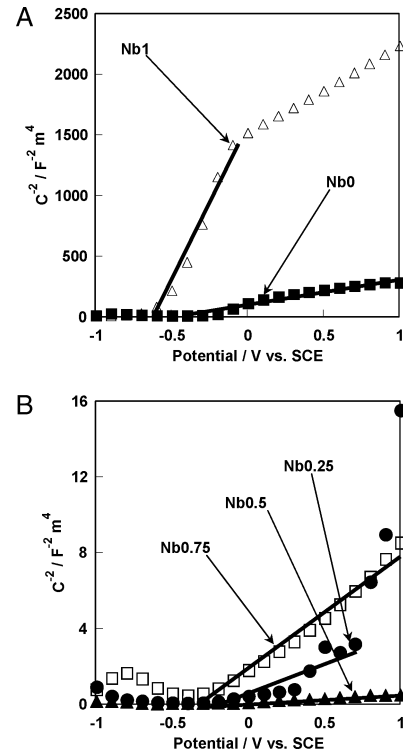 A
2500
2000
1500
1000
500
0
C⁻² / F⁻² m⁴
Nb1
Nb0
-1 -0.5 0 0.5 1
Potential / V vs. SCE
B
16
12
8
4
0
C⁻² / F⁻² m⁴
Nb0.25
Nb0.5
Nb0.75
-1 -0.5 0 0.5 1
Potential / V vs. SCE